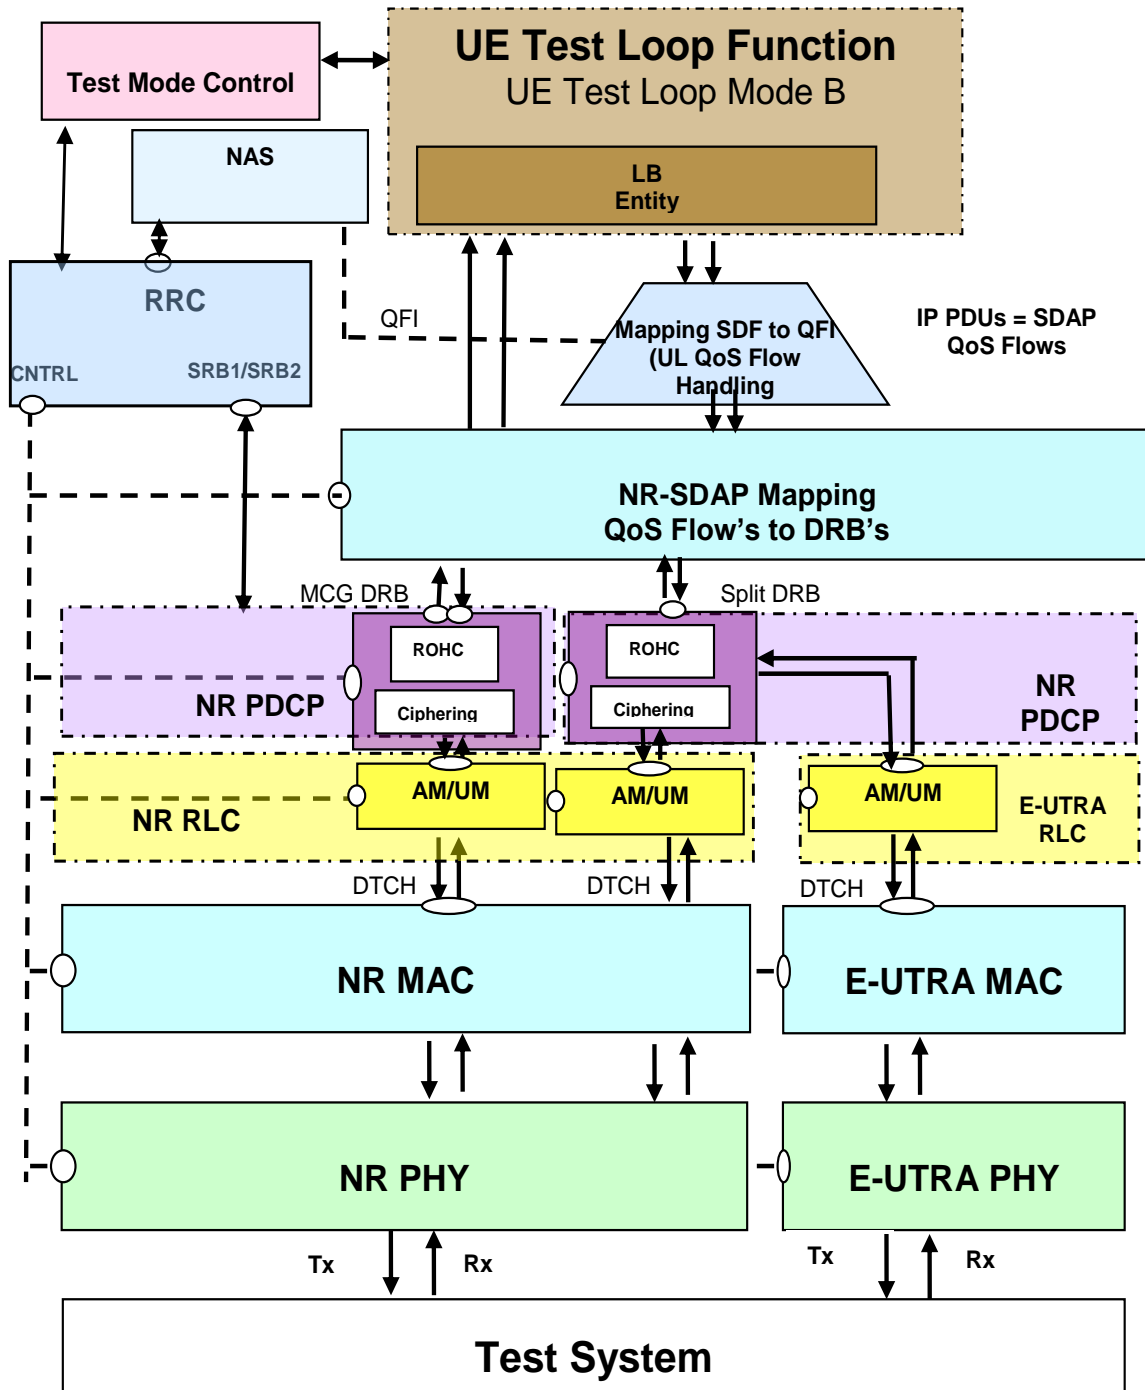 UE Test Loop Function
UE Test Loop Mode B
Test Mode Control
NAS
LB
Entity
RRC
QFI
Mapping SDF to QFI
(UL QoS Flow
Handling
IP PDUs = SDAP
QoS Flows
CNTRL
SRB1/SRB2
NR-SDAP Mapping
QoS Flow's to DRB's
MCG DRB
Split DRB
ROHC
ROHC
NR PDCP
Ciphering
Ciphering
NR
PDCP
NR RLC
AM/UM
AM/UM
AM/UM
E-UTRA
RLC
DTCH
DTCH
DTCH
NR MAC
E-UTRA MAC
NR PHY
E-UTRA PHY
Tx
Rx
Tx
Rx
Test System